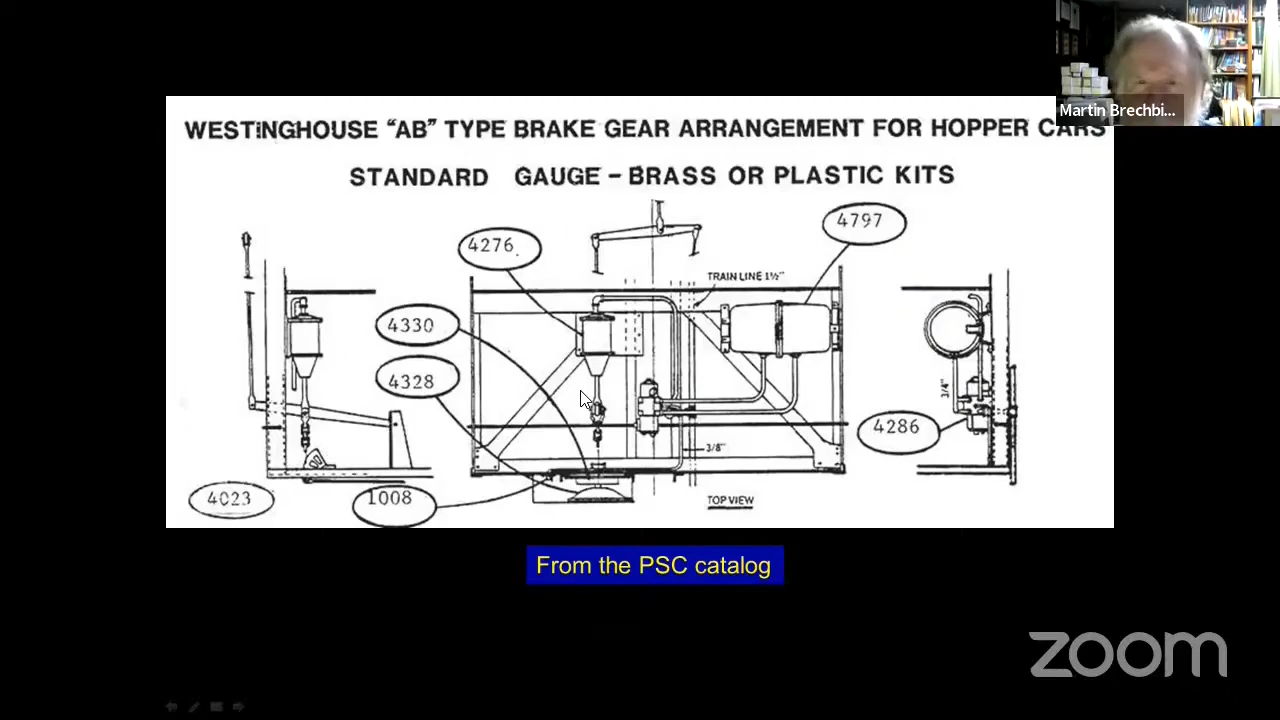 Martin Brechbi...
WESTINGHOUSE "AB" TYPE BRAKE GEAR ARRANGEMENT FOR HOPPER CARS
STANDARD GAUGE - BRASS OR PLASTIC KITS
4797
4276.
TRAIN LINE 1½"
4330
4328
3/4"
4286
3/8"
4023
1008
TOP VIEW
From the PSC catalog
zoom